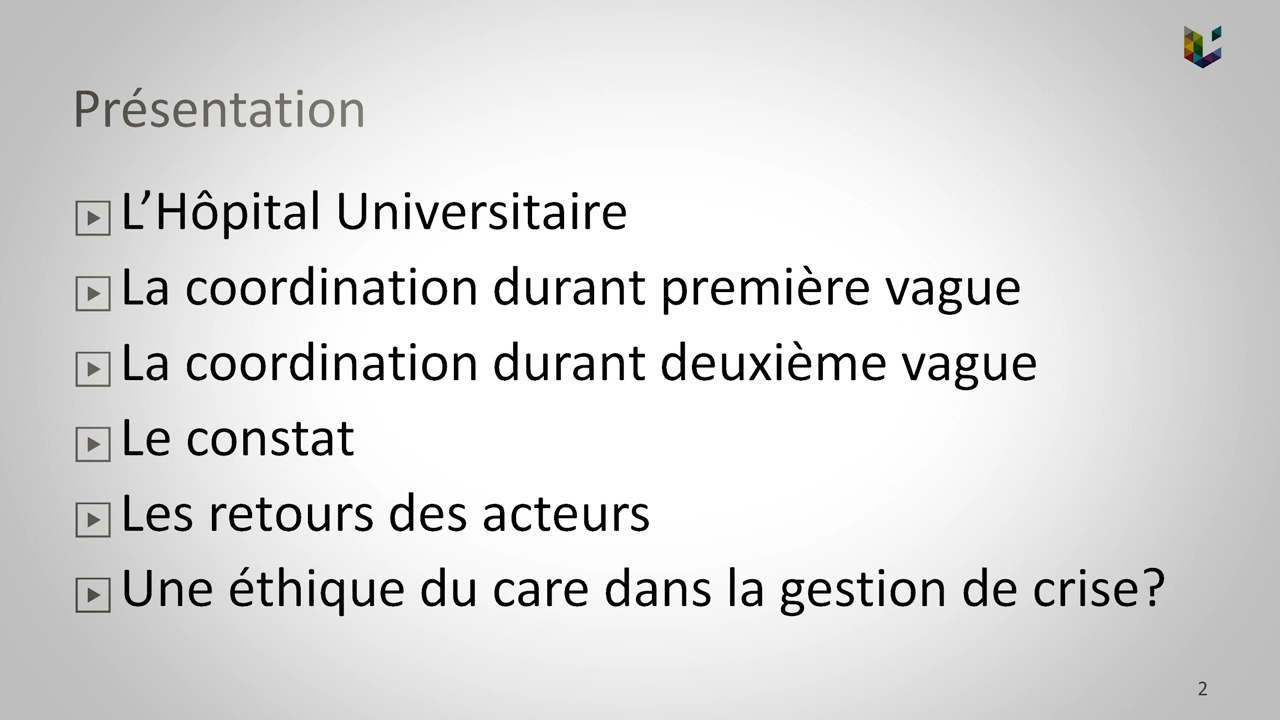 Présentation
L’Hôpital Universitaire
La coordination durant première vague
La coordination durant deuxième vague
Le constat
Les retours des acteurs
Une éthique du care dans la gestion de crise?
2